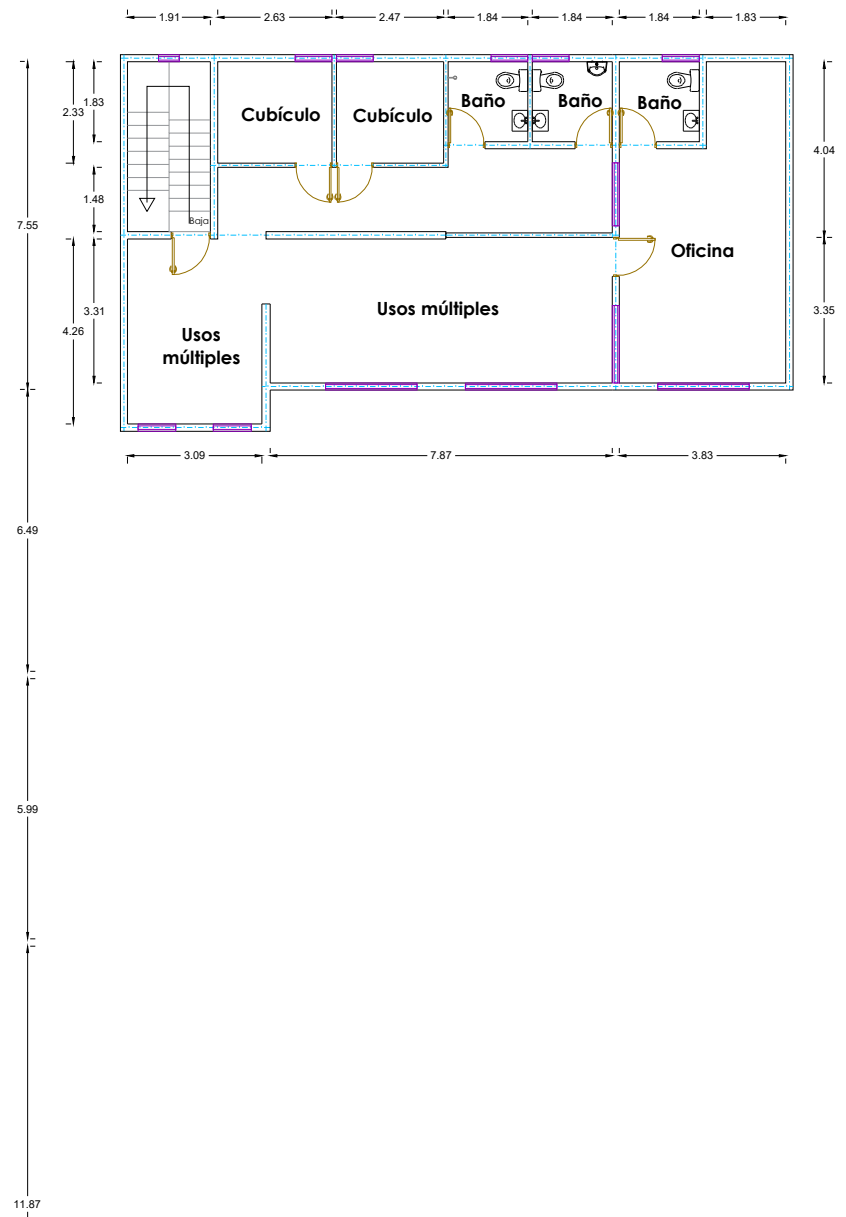 1.91
2.63
2.47
1.84
1.84
1.84
1.83
2.33
1.83
1.48
7.55
4.26
3.31
Cubículo
Cubículo
Baño
Baño
Baño
Baja
Oficina
Usos múltiples
Usos
múltiples
4.04
3.35
3.09
7.87
3.83
6.49
5.99
11.87